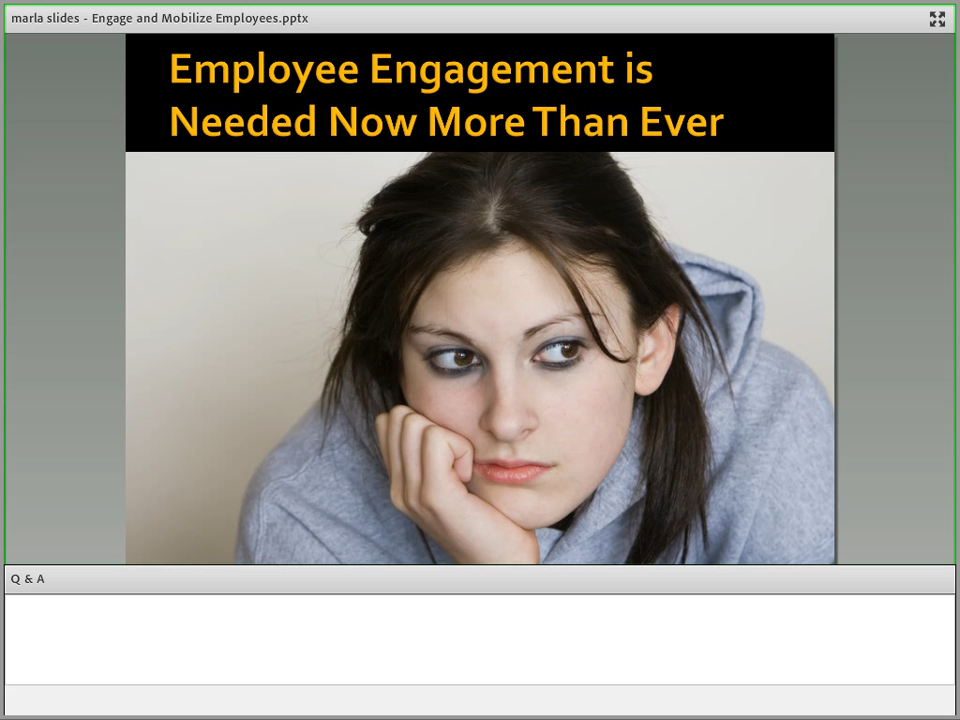 marla slides - Engage and Mobilize Employees.pptx
Employee Engagement is
Needed Now More Than Ever
Q & A